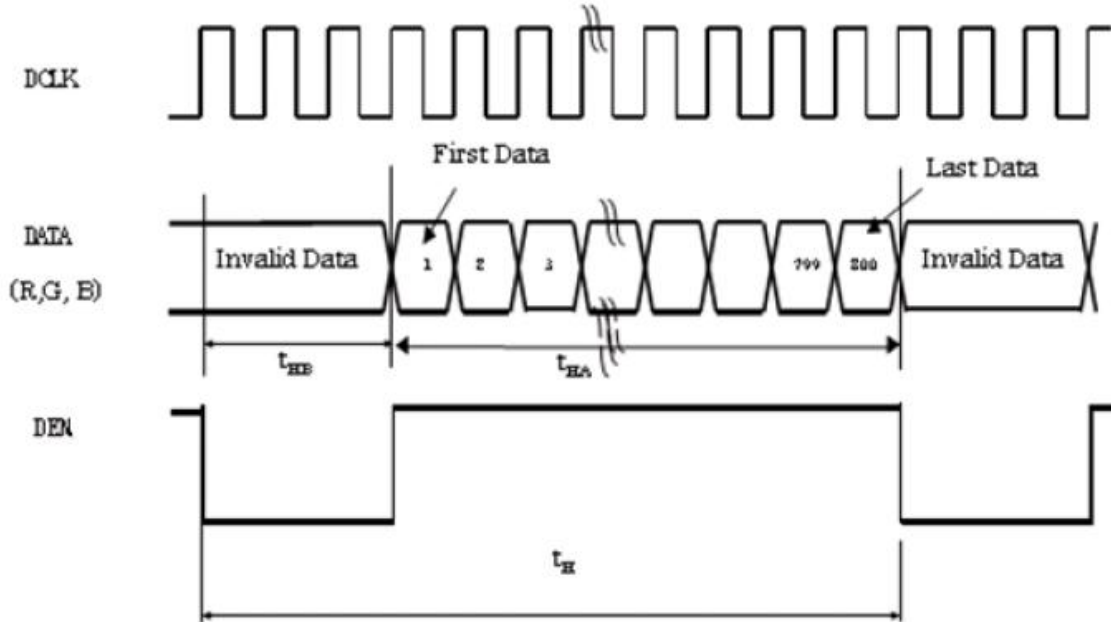 DCLK
First Data
Last Data
DATA
(R,G, B)
Invalid Data
1
2
3
799
800
Invalid Data
tHB
tHA
DEN
tH